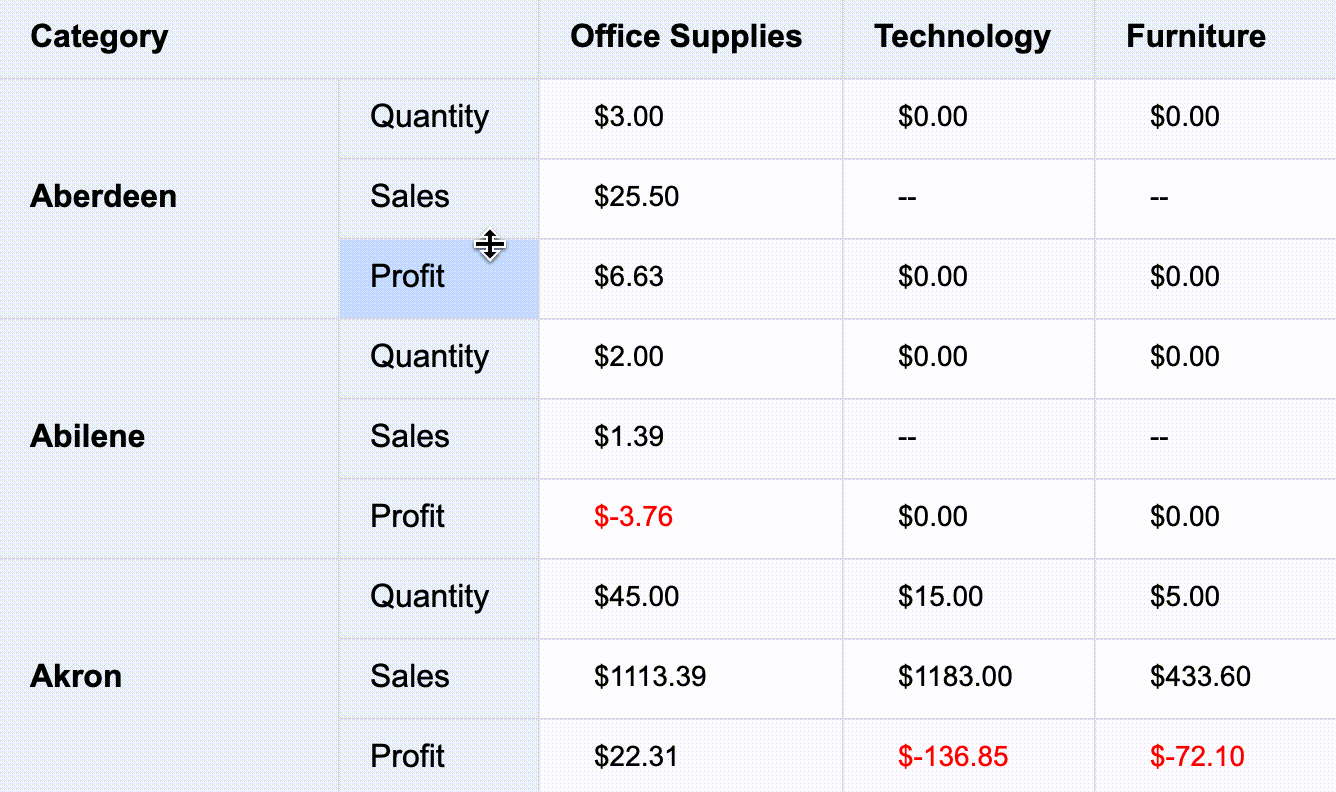 Category Office Supplies Technology Furniture
Quantity $3.00 $0.00 $0.00
Aberdeen Sales $25.50 -- --
Profit $6.63 $0.00 $0.00
Quantity $2.00 $0.00 $0.00
Abilene Sales $1.39 -- --
Profit $-3.76 $0.00 $0.00
Quantity $45.00 $15.00 $5.00
Akron Sales $1113.39 $1183.00 $433.60
Profit $22.31 $-136.85 $-72.10